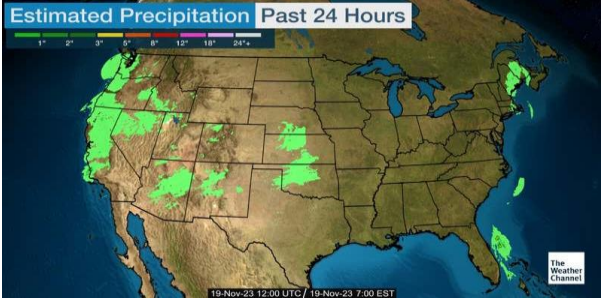 Estimated Precipitation Past 24 Hours
1" 2" 3" 5" 8" 12" 18" 24"+
The
Weather
Channel
19-Nov-23 12:00 UTC / 19-Nov-23 7:00 EST